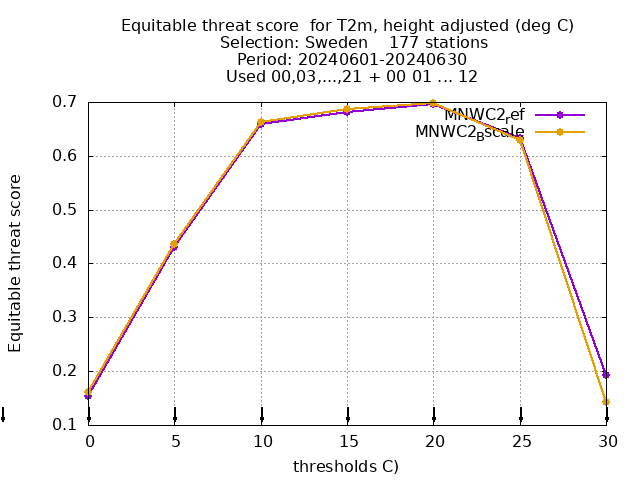 Equitable threat score  for T2m, height adjusted (deg C)
Selection: Sweden    177 stations
Period: 20240601-20240630
Used 00,03,...,21 + 00 01 ... 12
MNWC2ref
MNWC2Bscale
0.7
0.6
0.5
0.4
0.3
0.2
0.1
Equitable threat score
0 5 10 15 20 25 30
thresholds C)